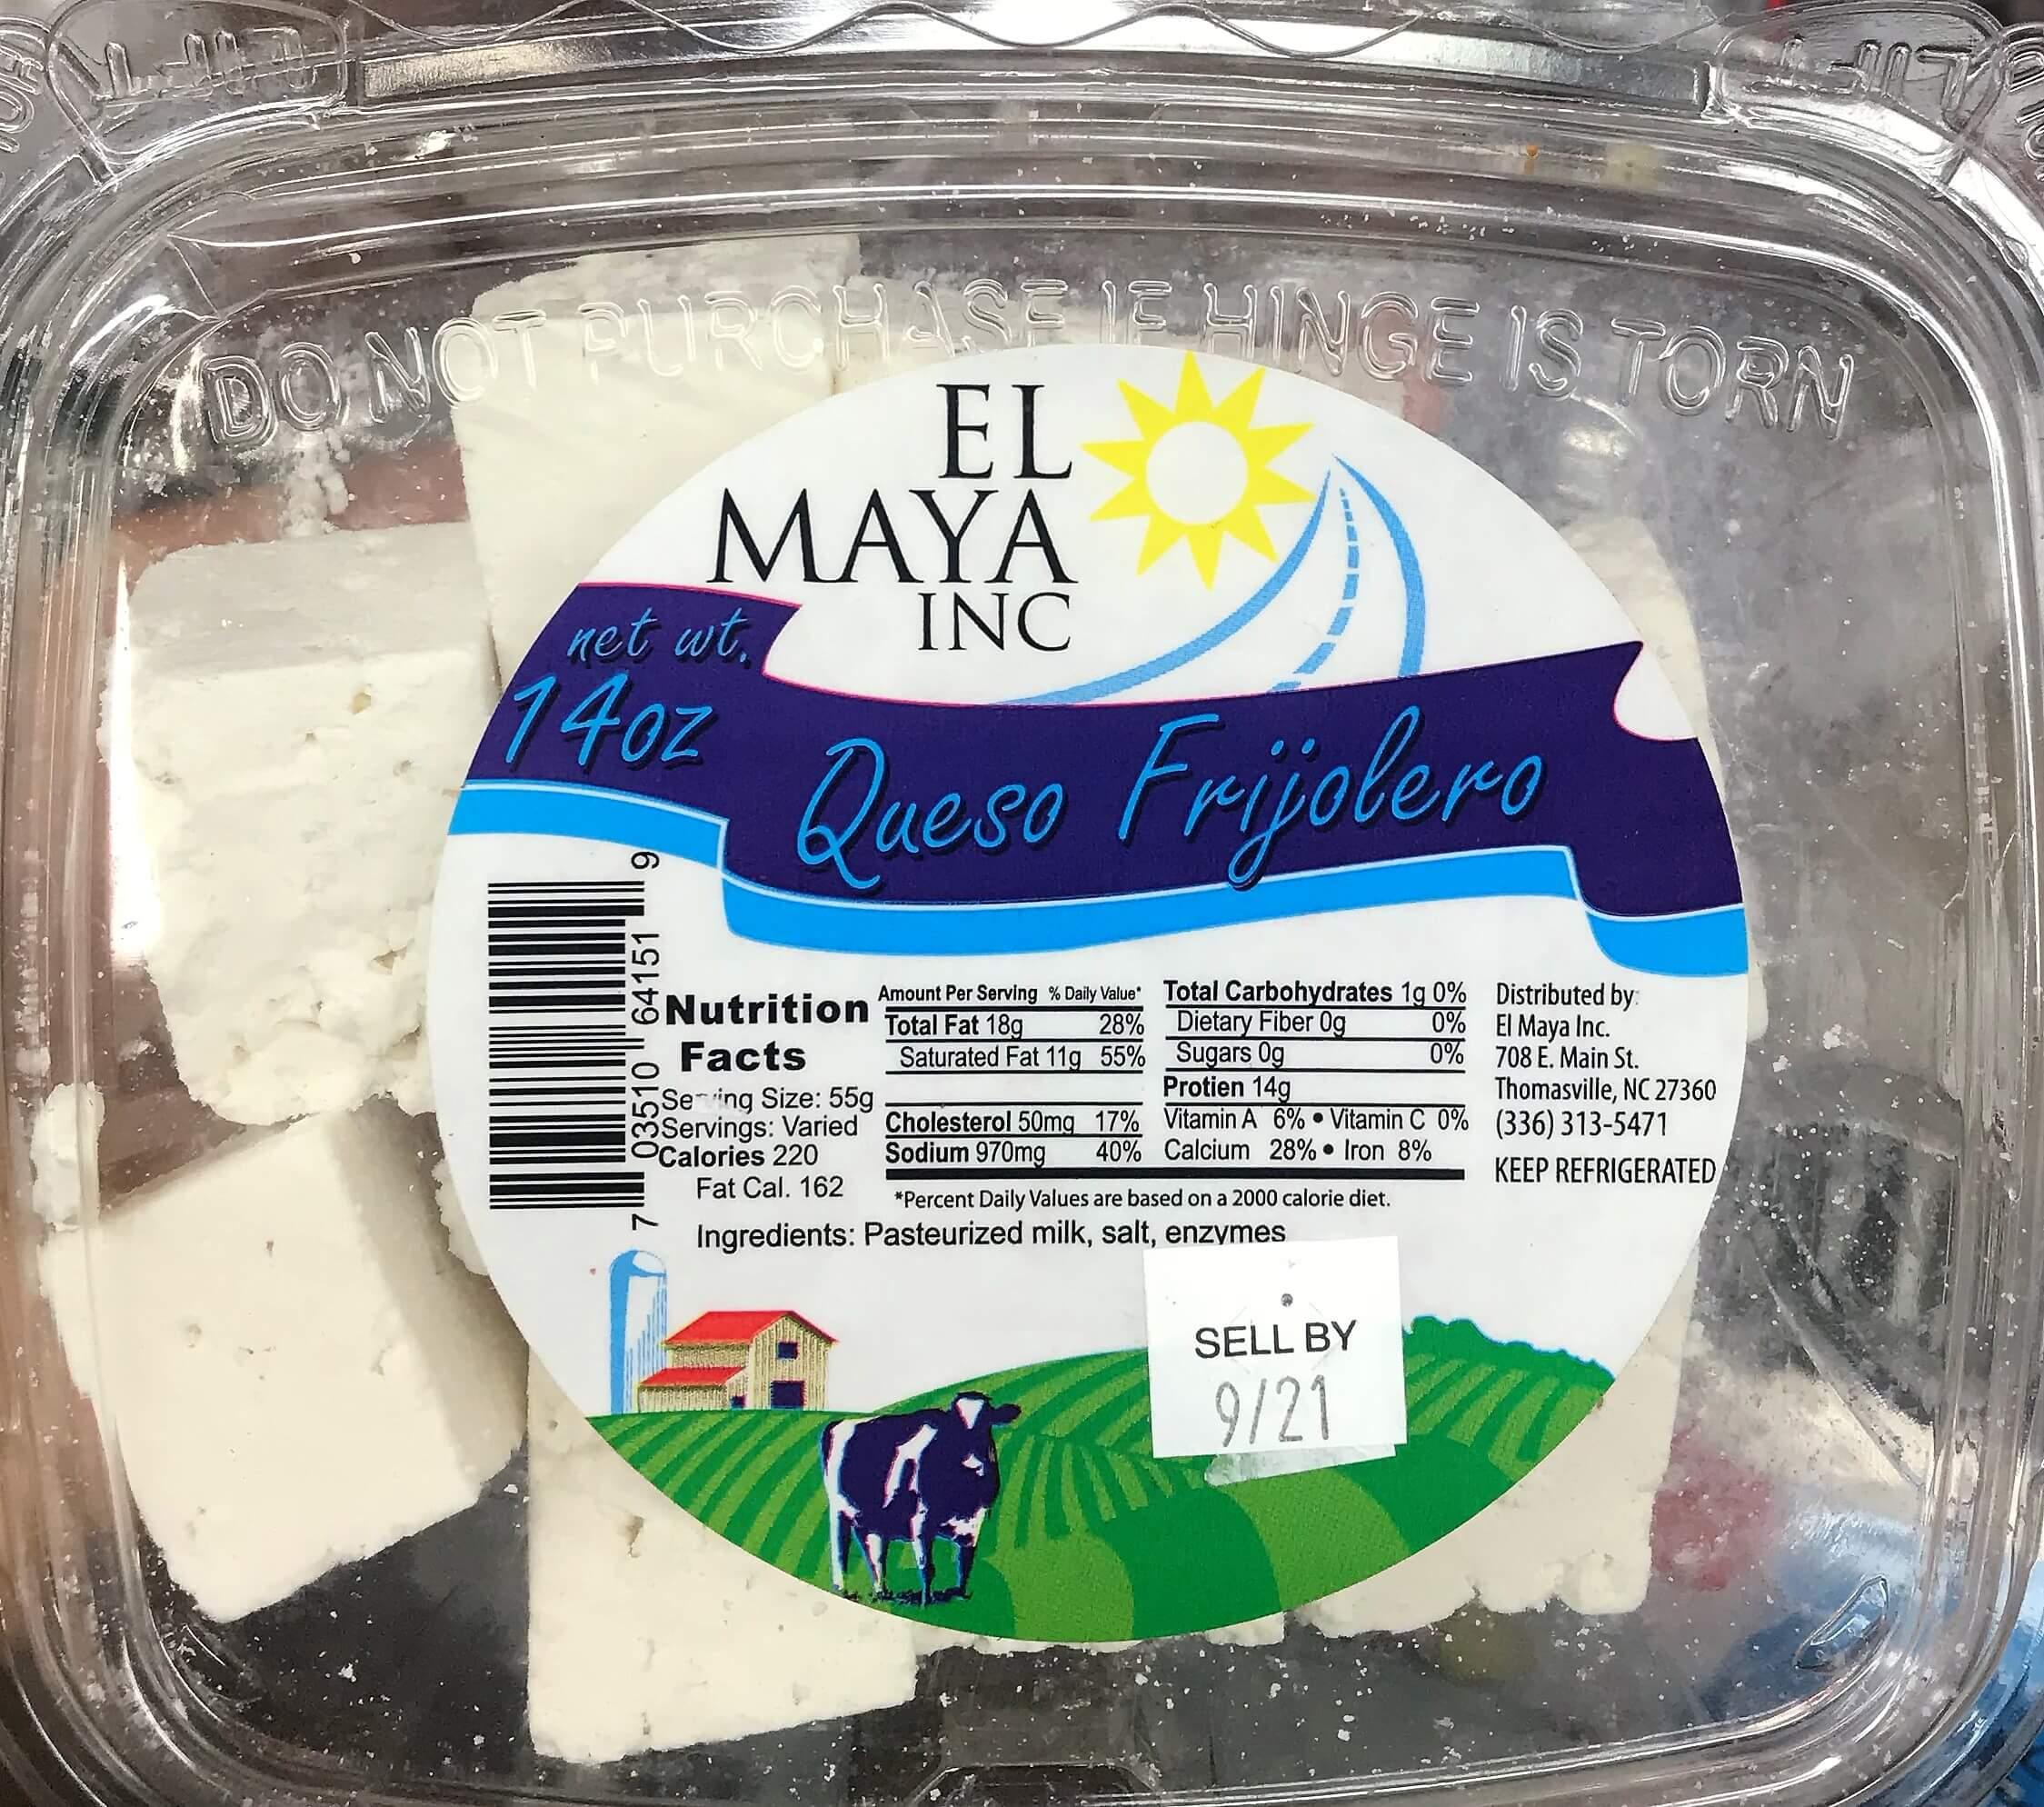 LIFT
LIFT
DO NOT PURCHASE IF HINGE IS TORN
EL
MAYA
INC
net wt.
14oz
Queso Frijolero
7 03510 64151 9
Nutrition
Facts
Serving Size: 55g
Servings: Varied
Calories 220
Fat Cal. 162
Amount Per Serving % Daily Value*
Total Fat 18g 28%
Saturated Fat 11g 55%
Cholesterol 50mg 17%
Sodium 970mg 40%
Total Carbohydrates 1g 0%
Dietary Fiber 0g 0%
Sugars 0g 0%
Protien 14g
Vitamin A 6% • Vitamin C 0%
Calcium 28% • Iron 8%
*Percent Daily Values are based on a 2000 calorie diet.
Ingredients: Pasteurized milk, salt, enzymes
Distributed by:
El Maya Inc.
708 E. Main St.
Thomasville, NC 27360
(336) 313-5471
KEEP REFRIGERATED
SELL BY
9/21